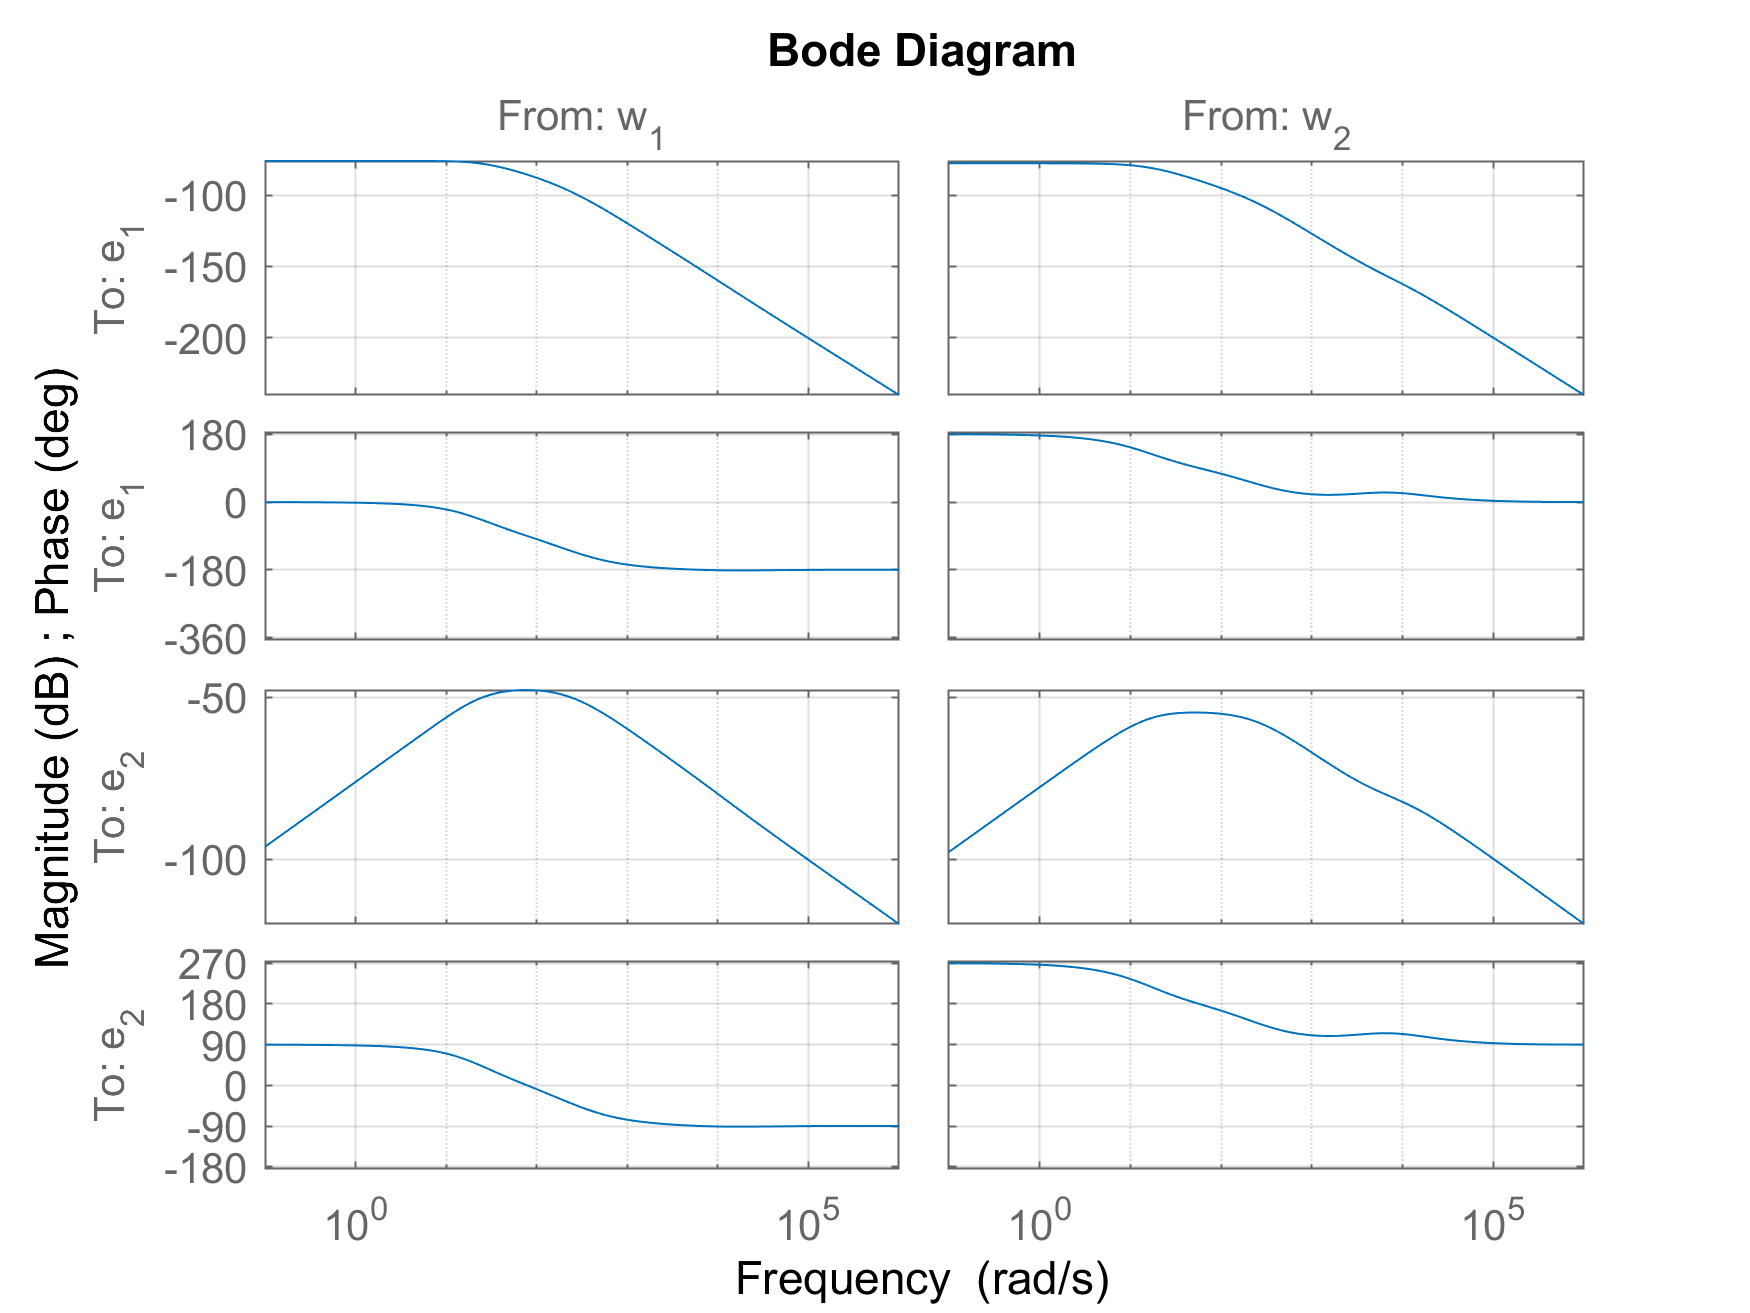 Bode Diagram
From: w1
From: w2
To: e1
-100
-150
-200
To: e1
180
0
-180
-360
To: e2
-50
-100
To: e2
270
180
90
0
-90
-180
Magnitude (dB) ; Phase (deg)
10^0
10^5
10^0
10^5
Frequency (rad/s)